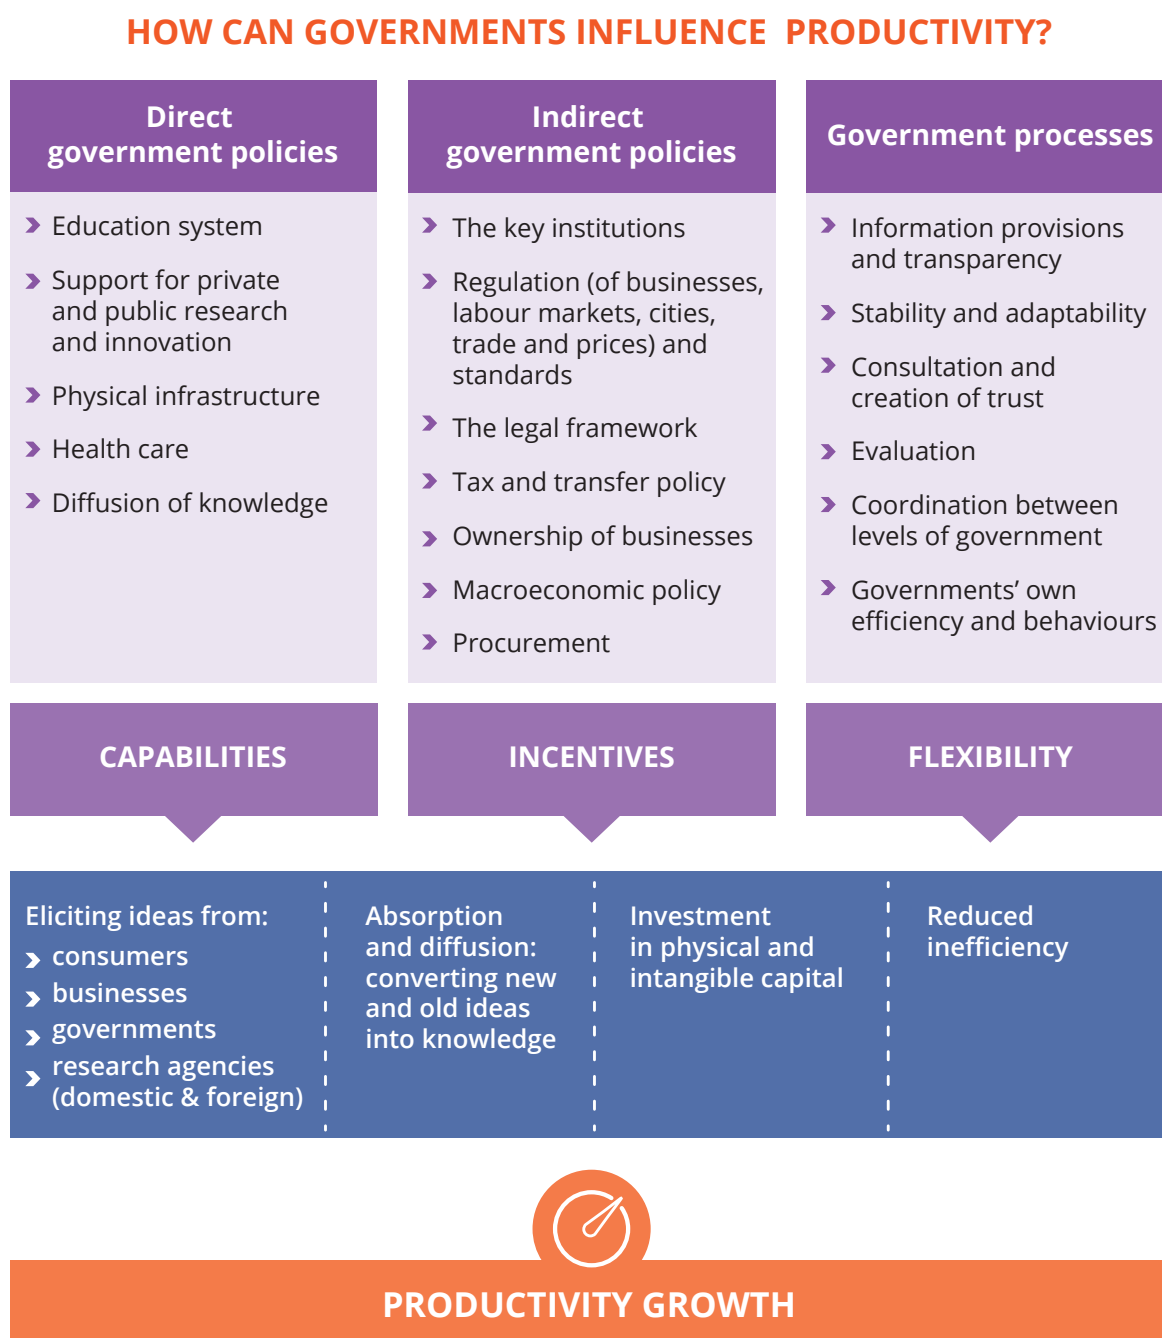 HOW CAN GOVERNMENTS INFLUENCE PRODUCTIVITY?
Direct
government policies
Education system
Support for private
and public research
and innovation
Physical infrastructure
Health care
Diffusion of knowledge
Indirect
government policies
The key institutions
Regulation (of businesses,
labour markets, cities,
trade and prices) and
standards
The legal framework
Tax and transfer policy
Ownership of businesses
Macroeconomic policy
Procurement
Government processes
Information provisions
and transparency
Stability and adaptability
Consultation and
creation of trust
Evaluation
Coordination between
levels of government
Governments’ own
efficiency and behaviours
CAPABILITIES
INCENTIVES
FLEXIBILITY
Eliciting ideas from:
consumers
businesses
governments
research agencies
(domestic & foreign)
Absorption
and diffusion:
converting new
and old ideas
into knowledge
Investment
in physical and
intangible capital
Reduced
inefficiency
PRODUCTIVITY GROWTH